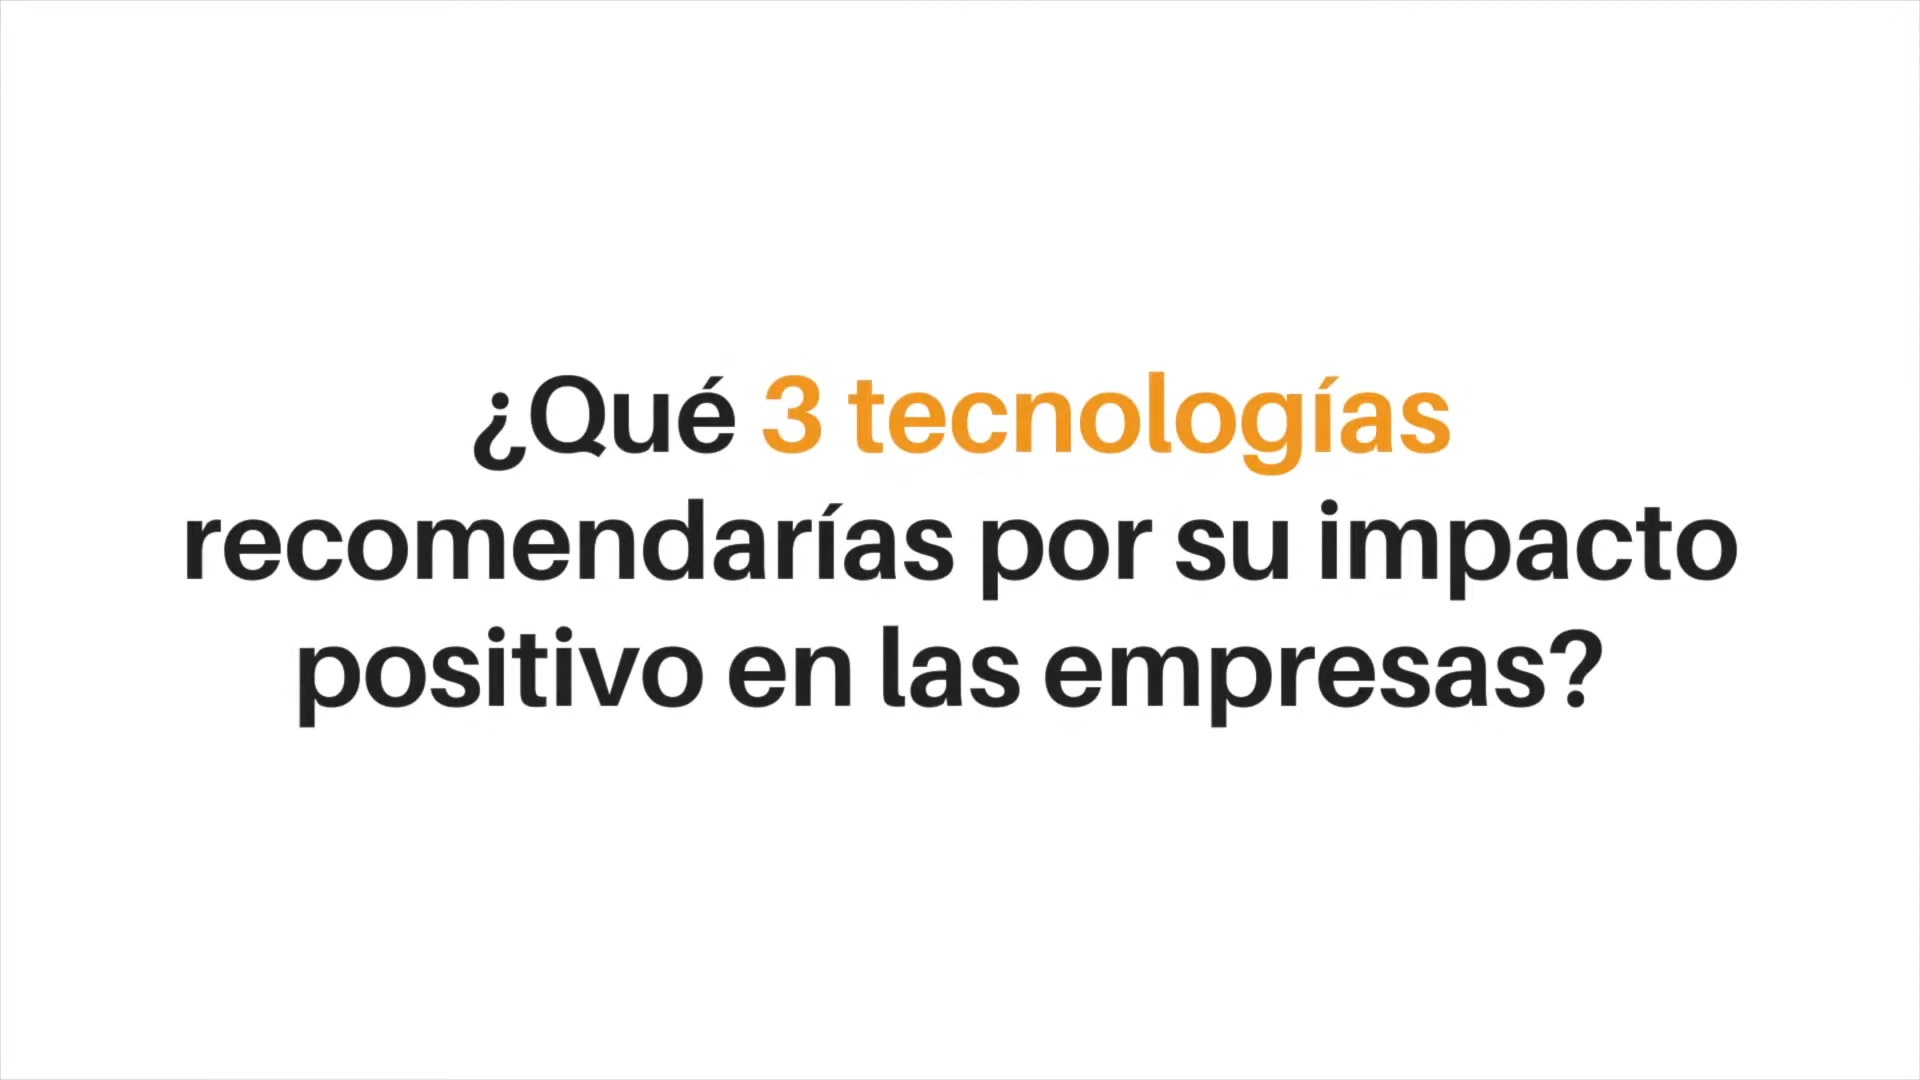 ¿Qué 3 tecnologías
recomendarías por su impacto
positivo en las empresas?